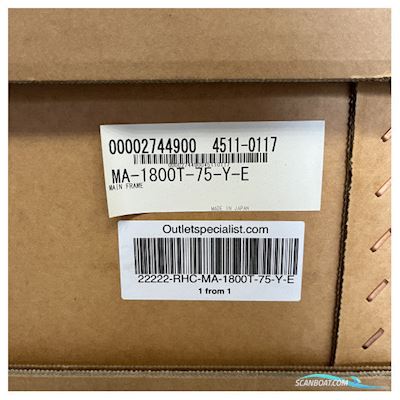 00002744900 4511-0117
MA-1800T-75-Y-E
MAIN FRAME
MADE IN JAPAN
Outletspecialist.com
22222-RHC-MA-1800T-75-Y-E
1 from 1
SCANBOAT.COM